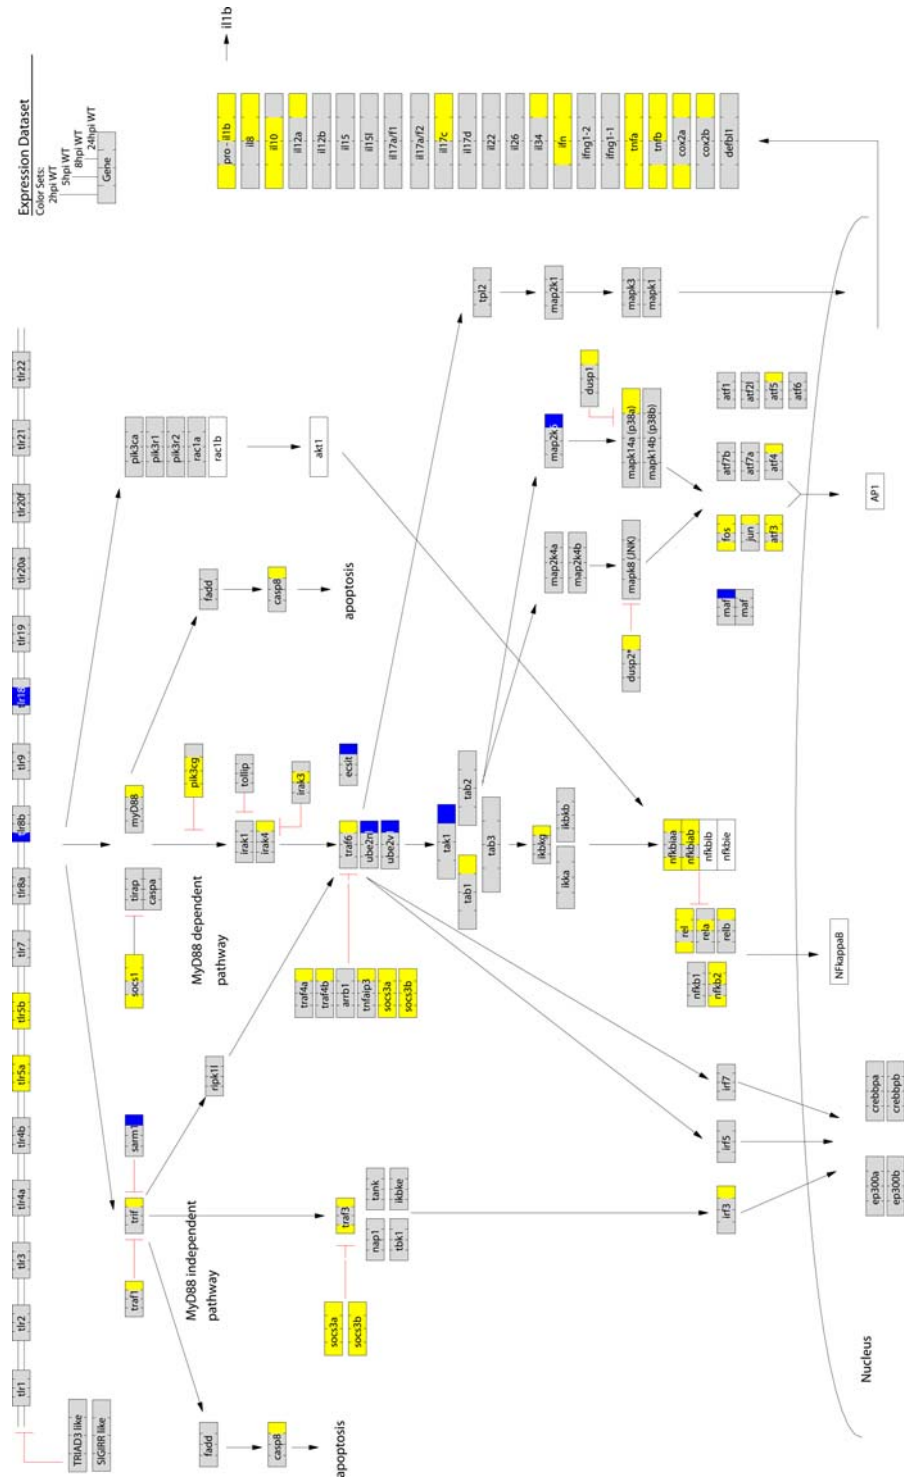 Expression Dataset
Color Sets:
2hpi WT
5hpi WT
8hpi WT
24hpi WT
Gene
tlr1
tlr2
tlr3
tlr4a
tlr4b
tlr5a
tlr5b
tlr7
tlr8a
tlr8b
tlr9
tlr18
tlr19
tlr20a
tlr20f
tlr21
tlr22
TRIAD3 like
SIGIRR like
traf1
trif
sarm1
socs1
tirap
caspa
myD88
pik3ca
pik3r1
pik3r2
rac1a
rac1b
MyD88 independent
pathway
MyD88 dependent
pathway
pik3cg
fadd
casp8
apoptosis
ripk1l
irak1
irak4
tollip
irak3
fadd
casp8
apoptosis
akt1
socs3a
socs3b
traf3
nap1
tank
tbk1
ikbke
traf4a
traf4b
arrb1
tnfaip3
socs3a
socs3b
traf6
ube2n
ube2v
ecsit
tak1
tab1
tab2
tab3
tpl2
ikbkg
ikka
ikbkb
map2k4a
map2k4b
map2k6
map2k1
dusp2*
mapk8 (JNK)
dusp1
mapk14a (p38a)
mapk14b (p38b)
mapk3
mapk1
nfkbiaa
nfkbiab
nfkbib
nfkbie
rel
rela
relb
nfkb1
nfkb2
irf3
irf5
irf7
maf
maf
fos
jun
atf3
atf7b
atf7a
atf4
atf1
atf2l
atf5
atf6
NFkappaB
AP1
Nucleus
ep300a
ep300b
crebbpa
crebbpb
pro - il1b
il1b
il8
il10
il12a
il12b
il15
il15l
il17a/f1
il17a/f2
il17c
il17d
il22
il26
il34
ifn
ifng1-2
ifng1-1
tnfa
tnfb
cox2a
cox2b
defbl1